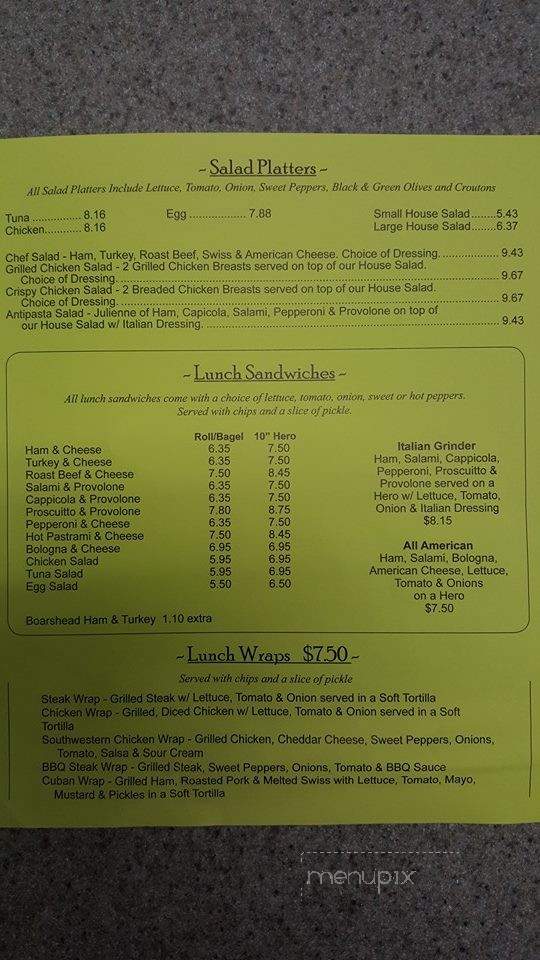 ~ Salad Platters ~
All Salad Platters Include Lettuce, Tomato, Onion, Sweet Peppers, Black & Green Olives and Croutons
Tuna ................ 8.16
Chicken............ 8.16
Egg ................... 7.88
Small House Salad........5.43
Large House Salad........6.37
Chef Salad - Ham, Turkey, Roast Beef, Swiss & American Cheese. Choice of Dressing.................... 9.43
Grilled Chicken Salad - 2 Grilled Chicken Breasts served on top of our House Salad.
Choice of Dressing. ........................ 9.67
Crispy Chicken Salad - 2 Breaded Chicken Breasts served on top of our House Salad.
Choice of Dressing. ........................ 9.67
Antipasta Salad - Julienne of Ham, Capicola, Salami, Pepperoni & Provolone on top of
our House Salad w/ Italian Dressing. ........................ 9.43
~ Lunch Sandwiches ~
All lunch sandwiches come with a choice of lettuce, tomato, onion, sweet or hot peppers.
Served with chips and a slice of pickle.
Roll/Bagel 10" Hero
Ham & Cheese 6.35 7.50
Turkey & Cheese 6.35 7.50
Roast Beef & Cheese 7.50 8.45
Salami & Provolone 6.35 7.50
Cappicola & Provolone 6.35 7.50
Proscuitto & Provolone 7.80 8.75
Pepperoni & Cheese 6.35 7.50
Hot Pastrami & Cheese 7.50 8.45
Bologna & Cheese 6.95 6.95
Chicken Salad 5.95 6.95
Tuna Salad 5.95 6.95
Egg Salad 5.50 6.50
Boarshead Ham & Turkey 1.10 extra
Italian Grinder
Ham, Salami, Cappicola,
Pepperoni, Proscuitto &
Provolone served on a
Hero w/ Lettuce, Tomato,
Onion & Italian Dressing
$8.15
All American
Ham, Salami, Bologna,
American Cheese, Lettuce,
Tomato & Onions
on a Hero
$7.50
~ Lunch Wraps $7.50 ~
Served with chips and a slice of pickle
Steak Wrap - Grilled Steak w/ Lettuce, Tomato & Onion served in a Soft Tortilla
Chicken Wrap - Grilled, Diced Chicken w/ Lettuce, Tomato & Onion served in a Soft
Tortilla
Southwestern Chicken Wrap - Grilled Chicken, Cheddar Cheese, Sweet Peppers, Onions,
Tomato, Salsa & Sour Cream
BBQ Steak Wrap - Grilled Steak, Sweet Peppers, Onions, Tomato & BBQ Sauce
Cuban Wrap - Grilled Ham, Roasted Pork & Melted Swiss with Lettuce, Tomato, Mayo,
Mustard & Pickles in a Soft Tortilla
menupix